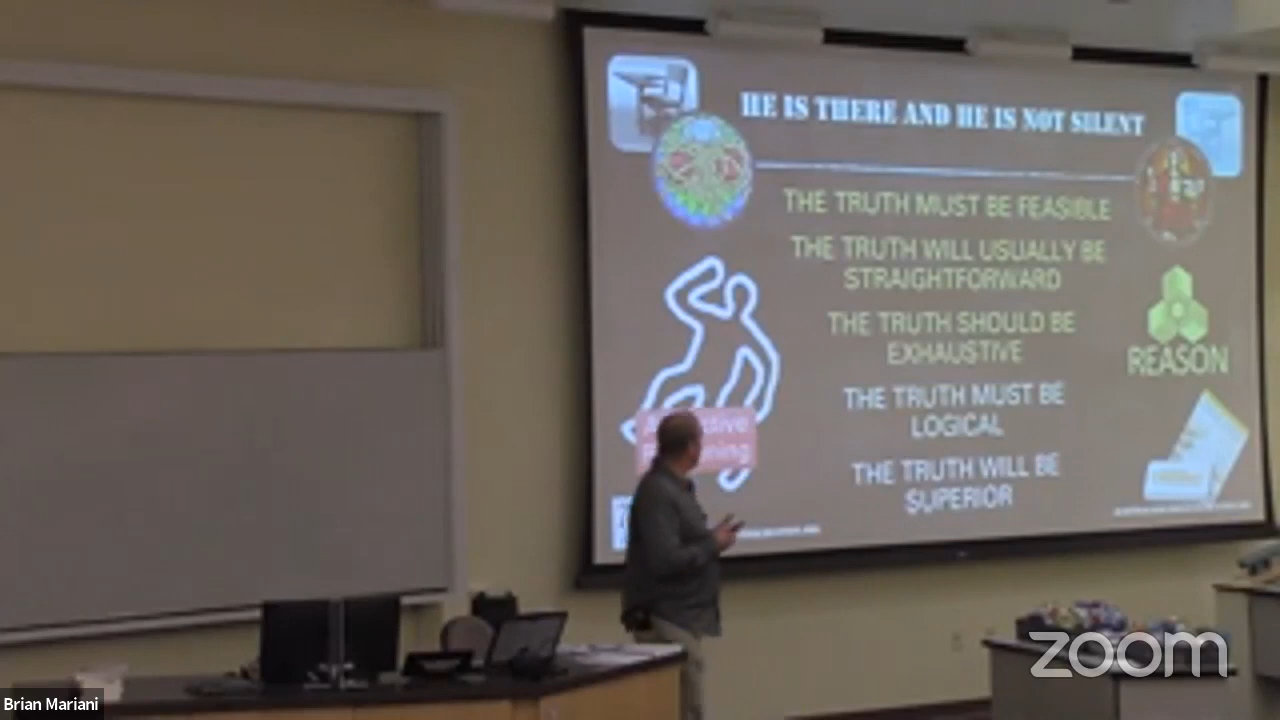 HE IS THERE AND HE IS NOT SILENT
THE TRUTH MUST BE FEASIBLE
THE TRUTH WILL USUALLY BE
STRAIGHTFORWARD
THE TRUTH SHOULD BE
EXHAUSTIVE
REASON
THE TRUTH MUST BE
LOGICAL
THE TRUTH WILL BE
SUPERIOR
zoom
Brian Mariani